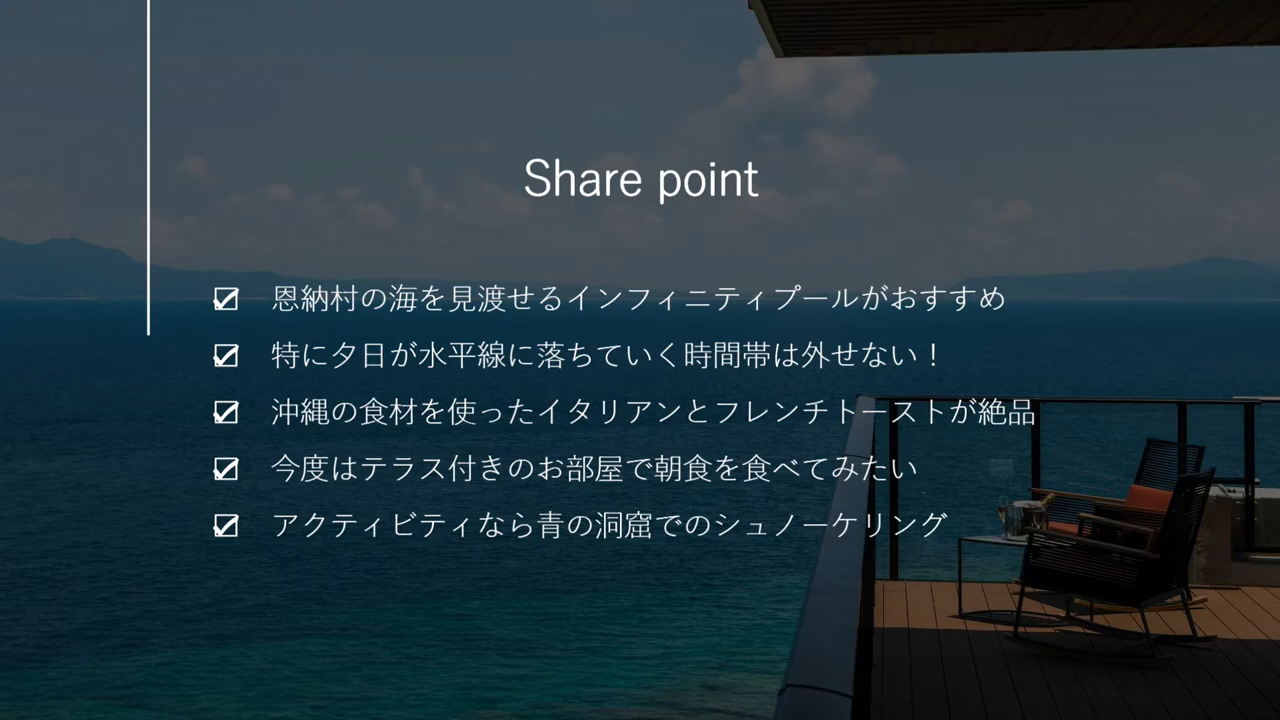 Share point
恩納村の海を見渡せるインフィニティプールがおすすめ
特に夕日が水平線に落ちていく時間帯は外せない！
沖縄の食材を使ったイタリアンとフレンチトーストが絶品
今度はテラス付きのお部屋で朝食を食べてみたい
アクティビティなら青の洞窟でのシュノーケリング